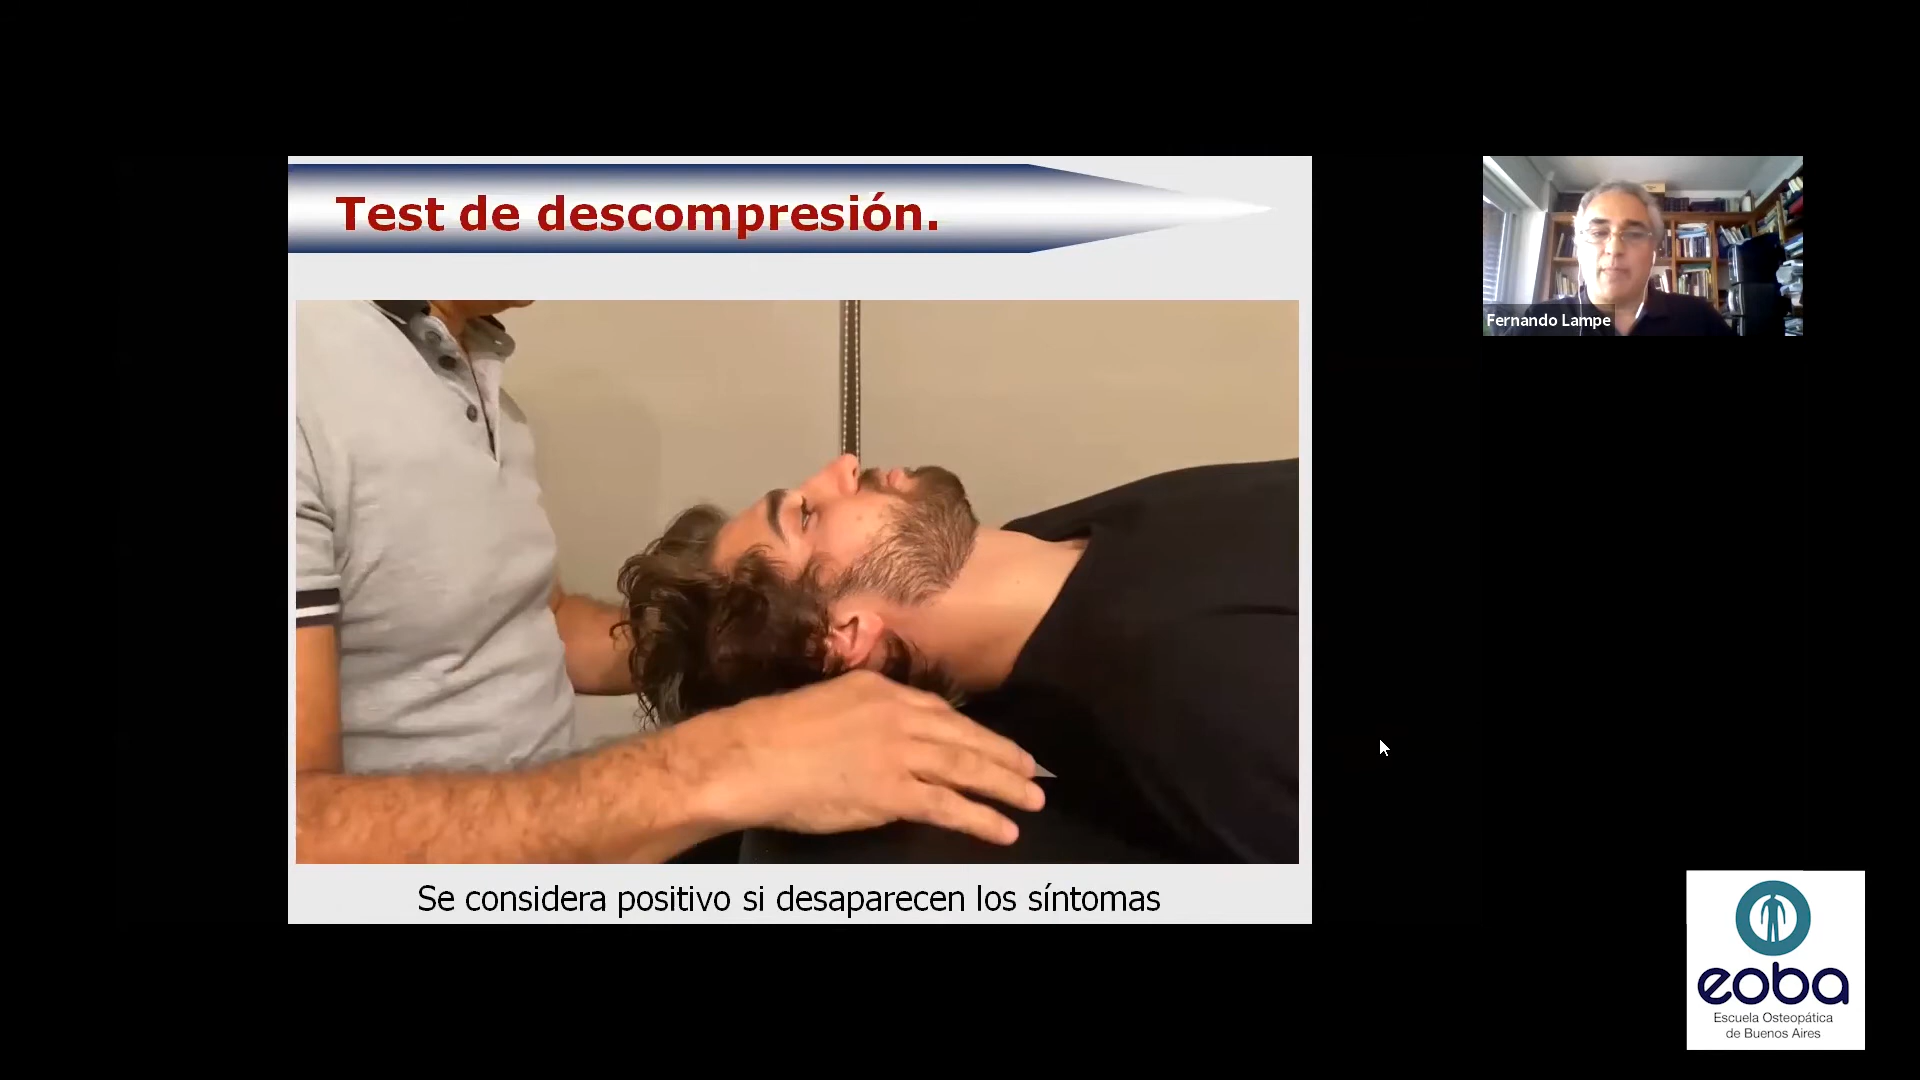 Test de descompresión.
Fernando Lampe
Se considera positivo si desaparecen los síntomas
eoba
Escuela Osteopática
de Buenos Aires